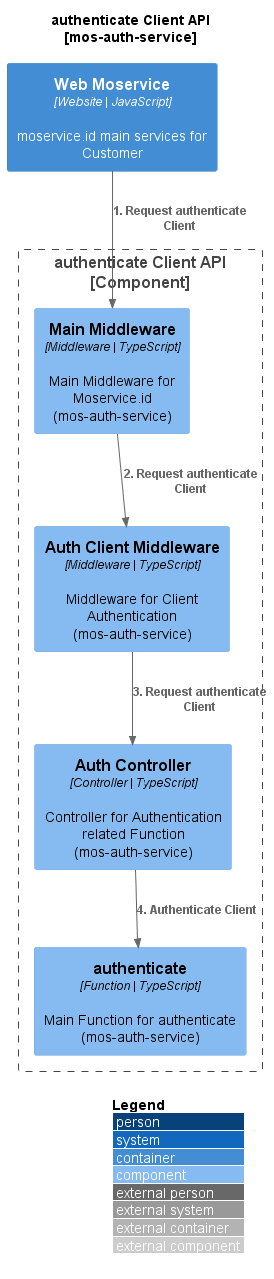 authenticate Client API
[mos-auth-service]
Web Moservice
[Website | JavaScript]
moservice.id main services for
Customer
1. Request authenticate
Client
authenticate Client API
[Component]
Main Middleware
[Middleware | TypeScript]
Main Middleware for
Moservice.id
(mos-auth-service)
2. Request authenticate
Client
Auth Client Middleware
[Middleware | TypeScript]
Middleware for Client
Authentication
(mos-auth-service)
3. Request authenticate
Client
Auth Controller
[Controller | TypeScript]
Controller for Authentication
related Function
(mos-auth-service)
4. Authenticate Client
authenticate
[Function | TypeScript]
Main Function for authenticate
(mos-auth-service)
Legend
person
system
container
component
external person
external system
external container
external component